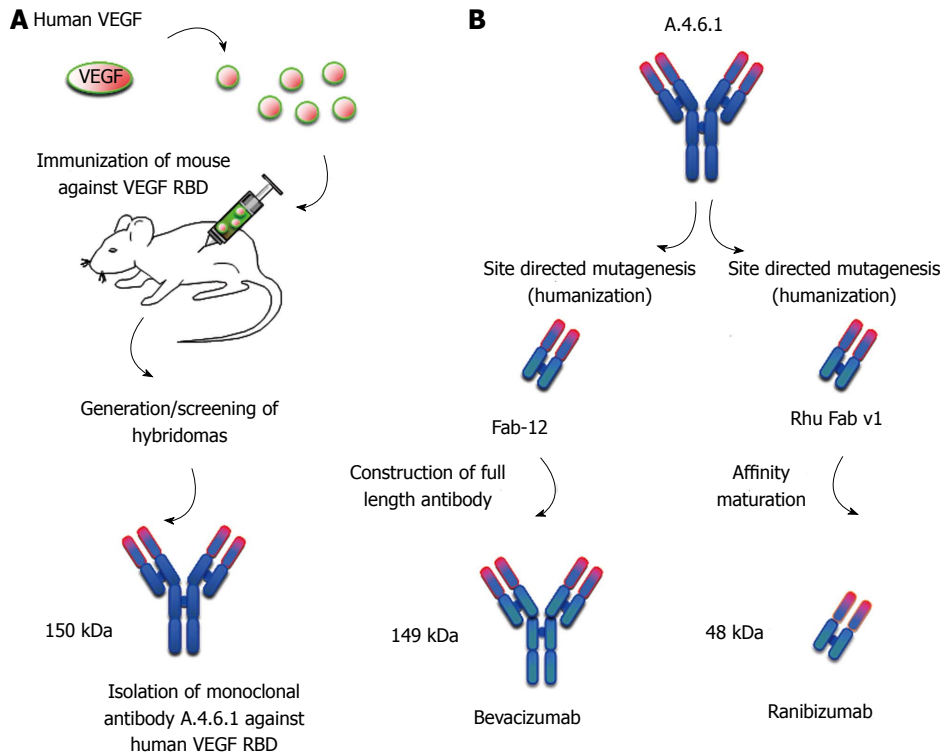 A
Human VEGF
VEGF
Immunization of mouse
against VEGF RBD
Generation/screening of
hybridomas
150 kDa
Isolation of monoclonal
antibody A.4.6.1 against
human VEGF RBD
B
A.4.6.1
Site directed mutagenesis
(humanization)
Site directed mutagenesis
(humanization)
Fab-12
Rhu Fab v1
Construction of full
length antibody
Affinity
maturation
149 kDa
48 kDa
Bevacizumab
Ranibizumab